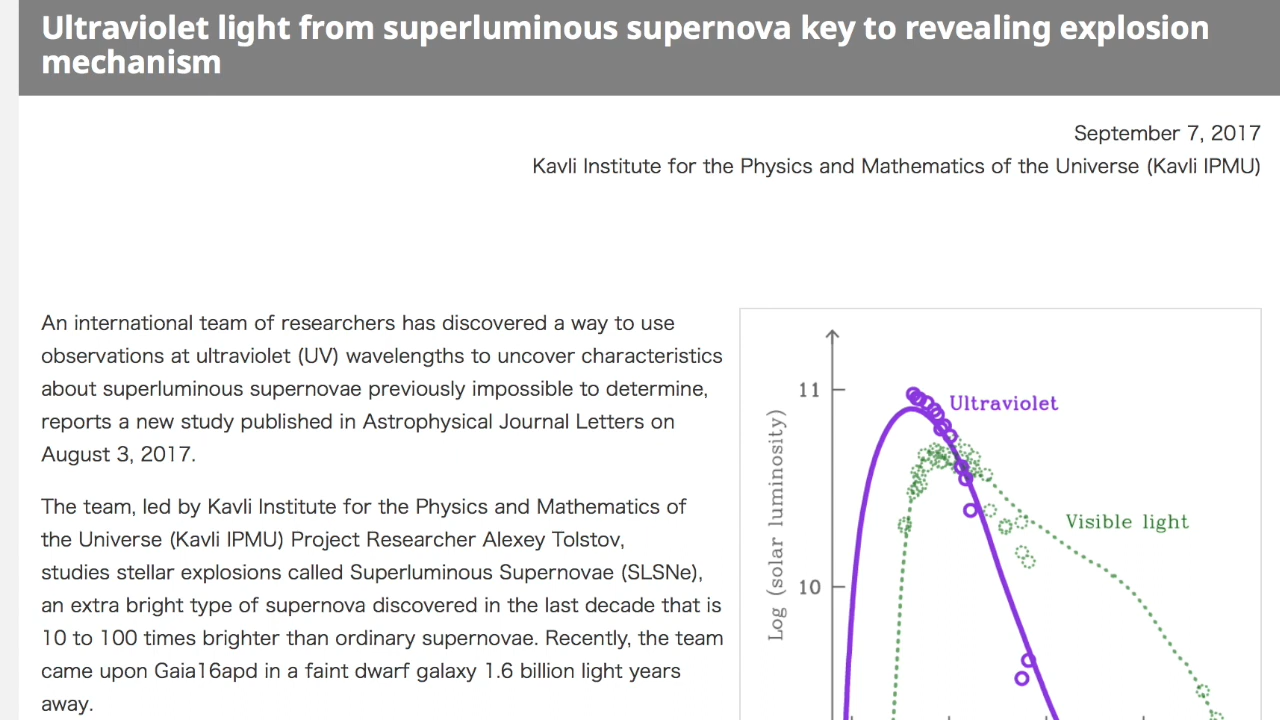 Ultraviolet light from superluminous supernova key to revealing explosion
mechanism
September 7, 2017
Kavli Institute for the Physics and Mathematics of the Universe (Kavli IPMU)
An international team of researchers has discovered a way to use
observations at ultraviolet (UV) wavelengths to uncover characteristics
about superluminous supernovae previously impossible to determine,
reports a new study published in Astrophysical Journal Letters on
August 3, 2017.
The team, led by Kavli Institute for the Physics and Mathematics of
the Universe (Kavli IPMU) Project Researcher Alexey Tolstov,
studies stellar explosions called Superluminous Supernovae (SLSNe),
an extra bright type of supernova discovered in the last decade that is
10 to 100 times brighter than ordinary supernovae. Recently, the team
came upon Gaia16apd in a faint dwarf galaxy 1.6 billion light years
away.
11
Ultraviolet
Log (solar luminosity)
Visible light
10